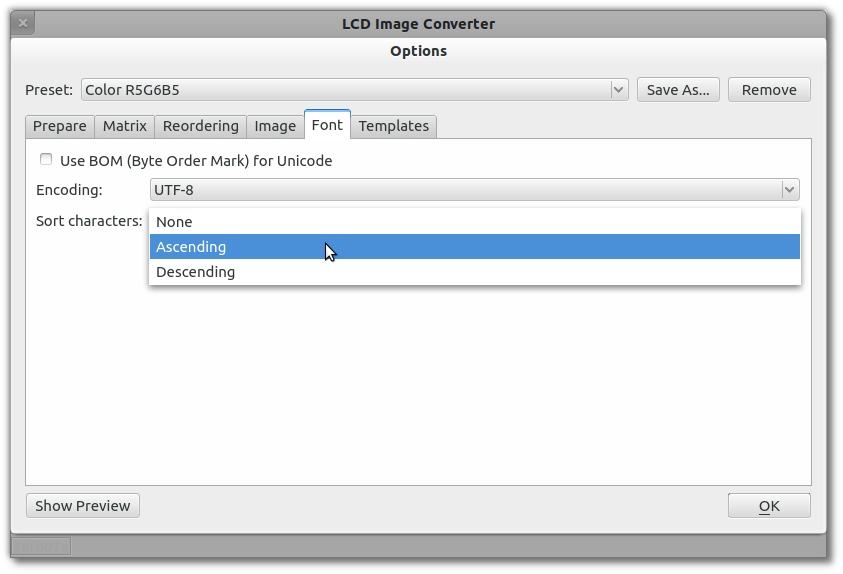 LCD Image Converter
Options
Preset: Color R5G6B5 Save As... Remove
Prepare Matrix Reordering Image Font Templates
Use BOM (Byte Order Mark) for Unicode
Encoding: UTF-8
Sort characters: None
Ascending
Descending
Show Preview OK